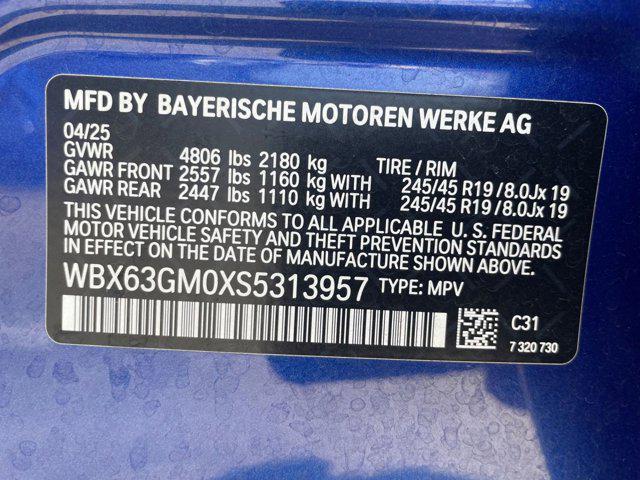 MFD BY BAYERISCHE MOTOREN WERKE AG
04/25
GVWR 4806 lbs 2180 kg TIRE / RIM
GAWR FRONT 2557 lbs 1160 kg WITH 245/45 R19/8.0Jx 19
GAWR REAR 2447 lbs 1110 kg WITH 245/45 R19/8.0Jx 19
THIS VEHICLE CONFORMS TO ALL APPLICABLE U. S. FEDERAL
MOTOR VEHICLE SAFETY AND THEFT PREVENTION STANDARDS
IN EFFECT ON THE DATE OF MANUFACTURE SHOWN ABOVE.
WBX63GM0XS5313957 TYPE: MPV
C31
7 320 730